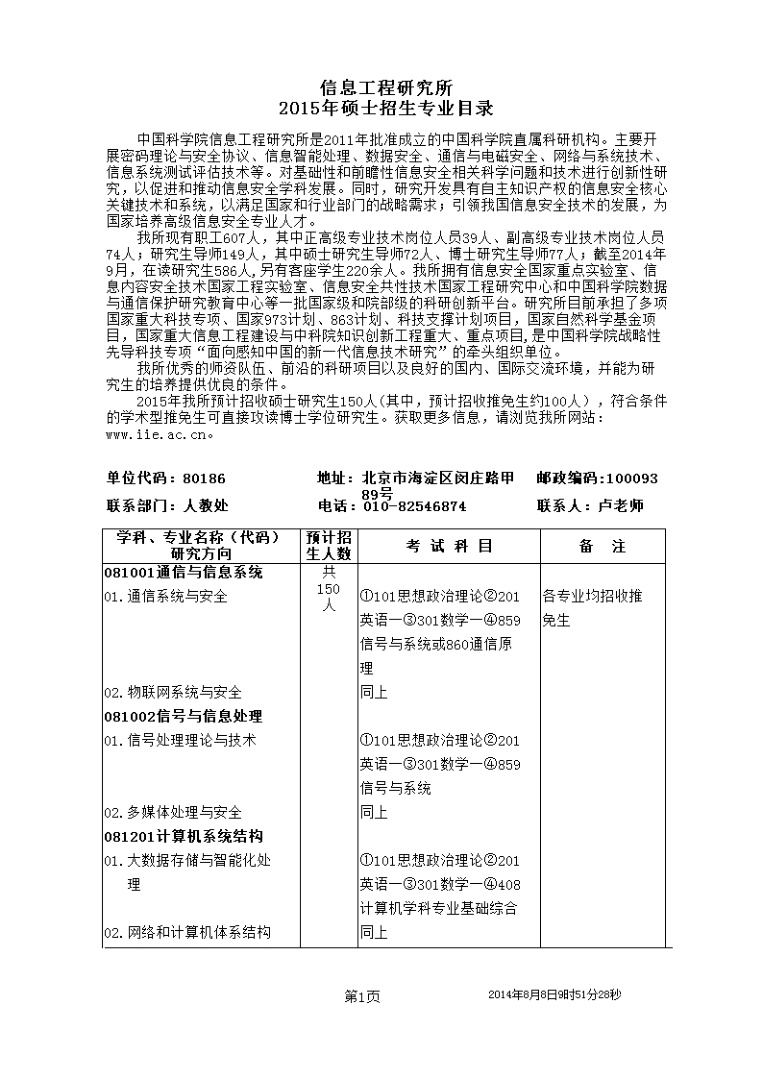 信息工程研究所
2015年硕士招生专业目录
中国科学院信息工程研究所是2011年批准成立的中国科学院直属科研机构。主要开
展密码理论与安全协议、信息智能处理、数据安全、通信与电磁安全、网络与系统技术、
信息系统测试评估技术等。对基础性和前瞻性信息安全相关科学问题和技术进行创新性研
究，以促进和推动信息安全学科发展。同时，研究开发具有自主知识产权的信息安全核心
关键技术和系统，以满足国家和行业部门的战略需求；引领我国信息安全技术的发展，为
国家培养高级信息安全专业人才。
我所现有职工607人，其中正高级专业技术岗位人员39人、副高级专业技术岗位人员
74人；研究生导师149人，其中硕士研究生导师72人、博士研究生导师77人；截至2014年
9月，在读研究生586人,另有客座学生220余人。我所拥有信息安全国家重点实验室、信
息内容安全技术国家工程实验室、信息安全共性技术国家工程研究中心和中国科学院数据
与通信保护研究教育中心等一批国家级和院部级的科研创新平台。研究所目前承担了多项
国家重大科技专项、国家973计划、863计划、科技支撑计划项目，国家自然科学基金项
目，国家重大信息工程建设与中科院知识创新工程重大、重点项目,是中国科学院战略性
先导科技专项“面向感知中国的新一代信息技术研究”的牵头组织单位。
我所优秀的师资队伍、前沿的科研项目以及良好的国内、国际交流环境，并能为研
究生的培养提供优良的条件。
2015年我所预计招收硕士研究生150人(其中，预计招收推免生约100人），符合条件
的学术型推免生可直接攻读博士学位研究生。获取更多信息，请浏览我所网站：
www.iie.ac.cn。
单位代码：80186 地址：北京市海淀区闵庄路甲 邮政编码:100093
89号
联系部门：人教处 电话：010-82546874 联系人：卢老师
学科、专业名称（代码） 预计招 考 试 科 目 备 注
研究方向 生人数
081001通信与信息系统 共
01.通信系统与安全 150 ①101思想政治理论②201 各专业均招收推
人 英语一③301数学一④859 免生
信号与系统或860通信原
理
02.物联网系统与安全 同上
081002信号与信息处理
01.信号处理理论与技术 ①101思想政治理论②201
英语一③301数学一④859
信号与系统
02.多媒体处理与安全 同上
081201计算机系统结构
01.大数据存储与智能化处 ①101思想政治理论②201
理 英语一③301数学一④408
计算机学科专业基础综合
02.网络和计算机体系结构 同上
第1页 2014年8月8日9时51分28秒